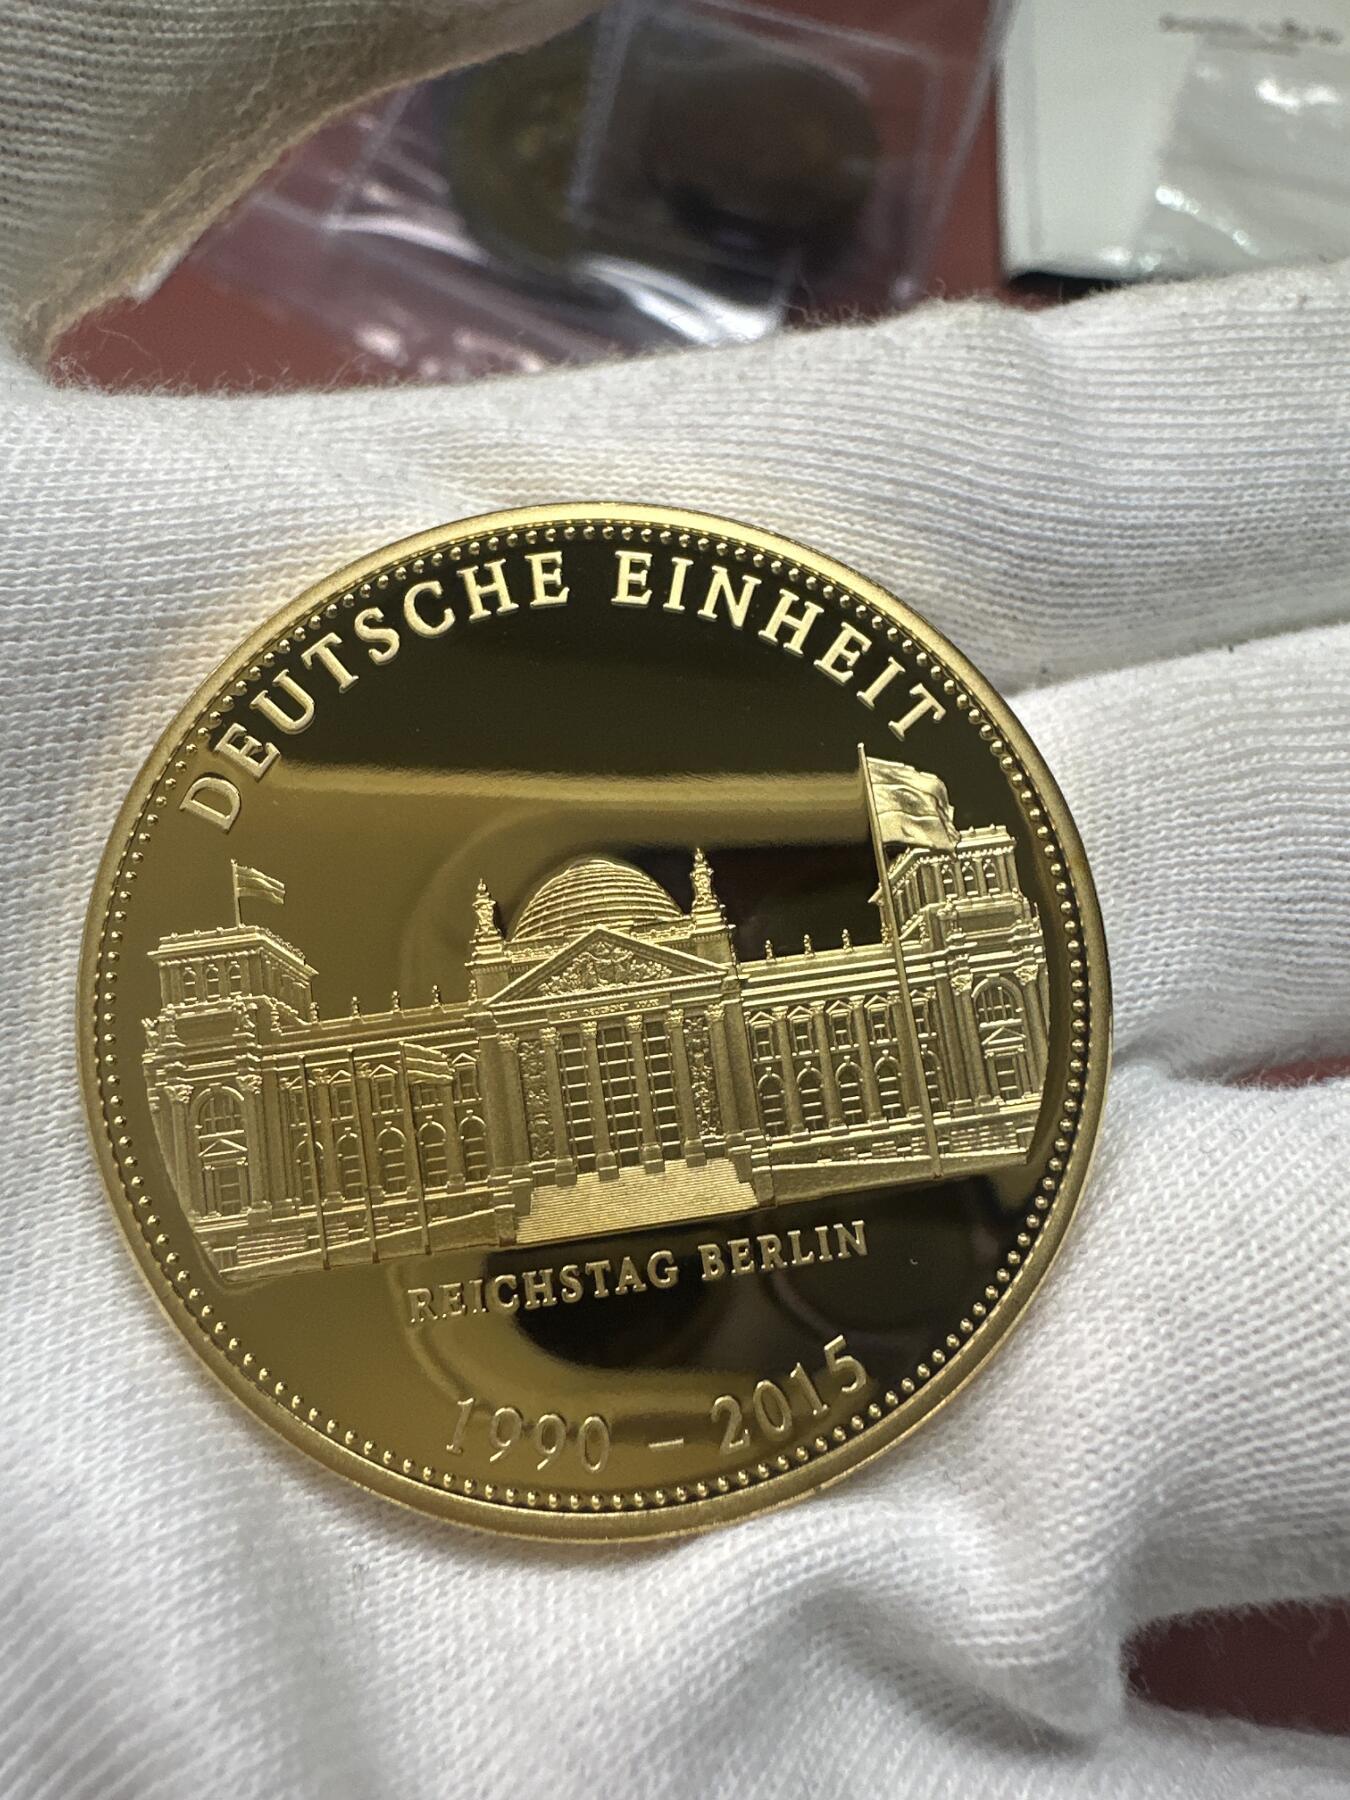 DEUTSCHE EINHEIT
REICHSTAG BERLIN
1990 – 2015